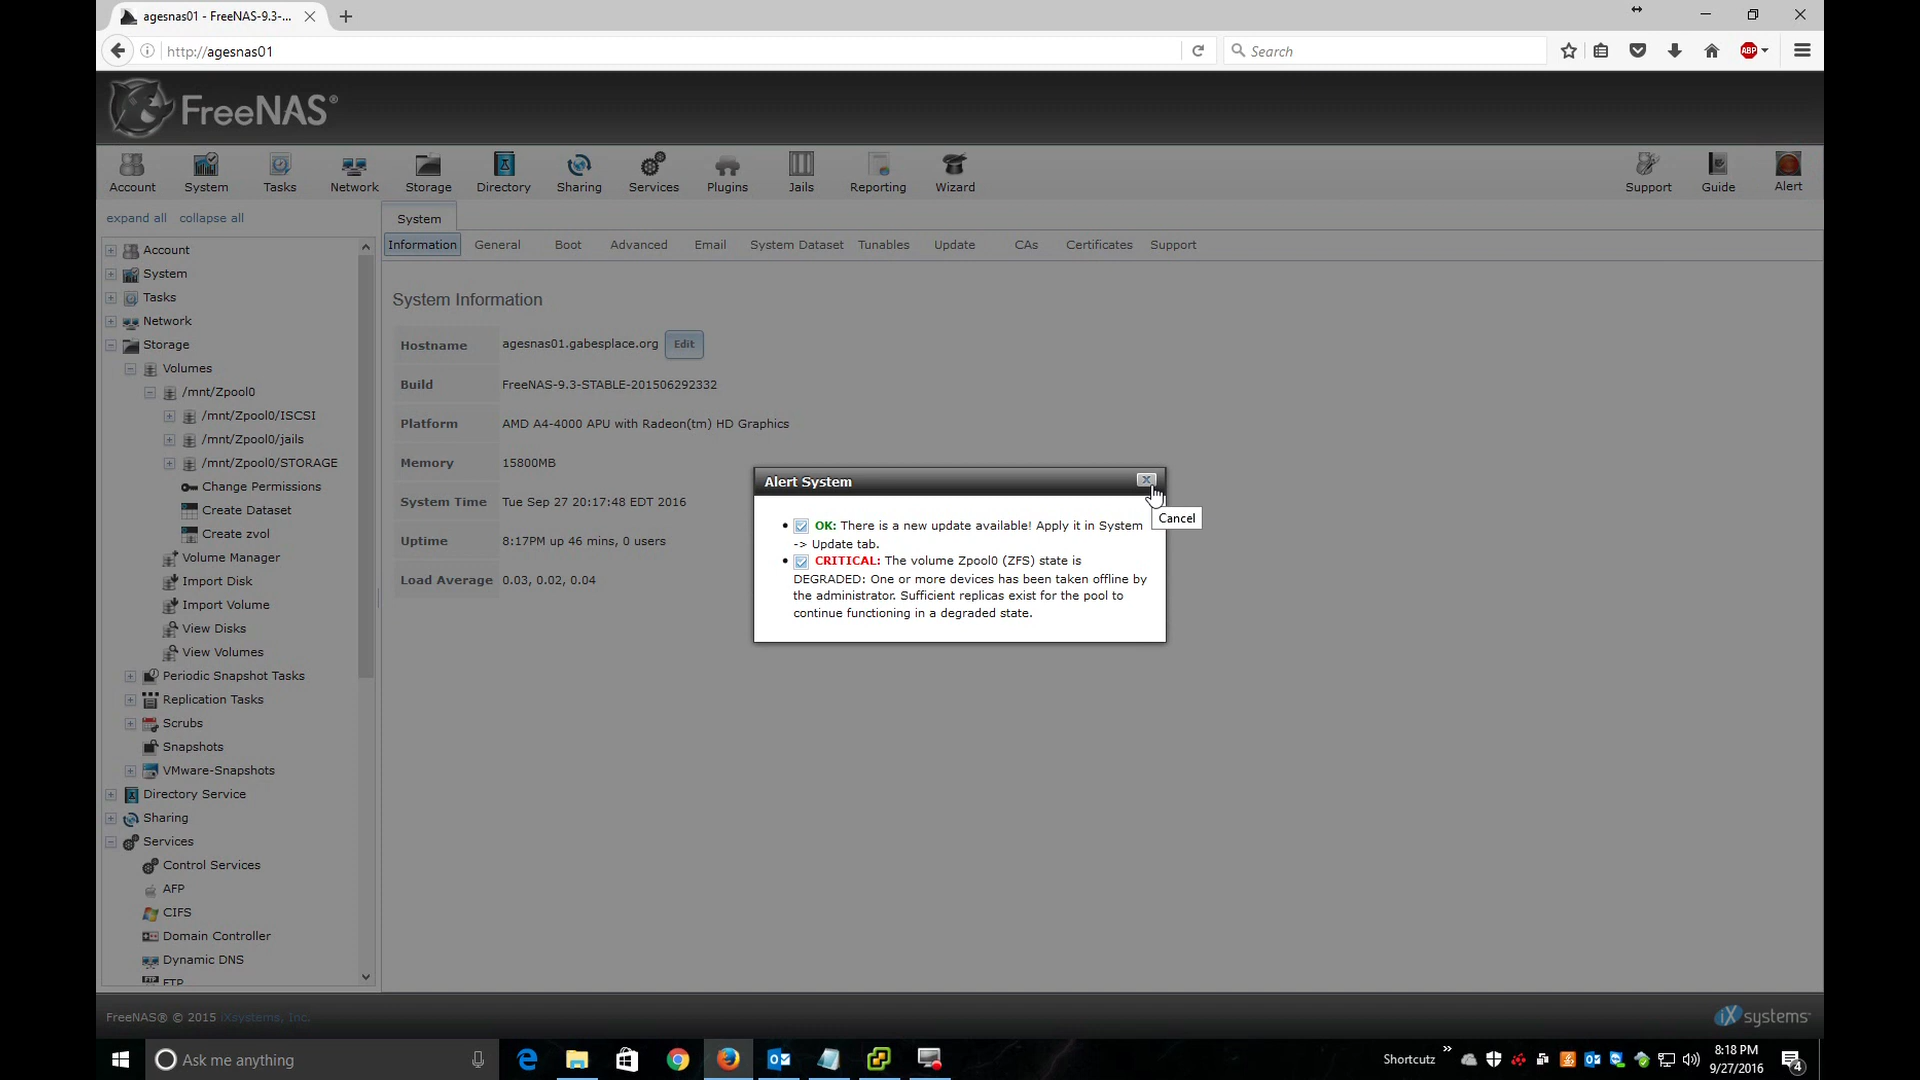 agesnas01 - FreeNAS-9.3-...
http://agesnas01
Search
ABP
FreeNAS®
Account
System
Tasks
Network
Storage
Directory
Sharing
Services
Plugins
Jails
Reporting
Wizard
Support
Guide
Alert
expand all collapse all
System
Information
General
Boot
Advanced
Email
System Dataset
Tunables
Update
CAs
Certificates
Support
Account
System
Tasks
Network
Storage
Volumes
/mnt/Zpool0
/mnt/Zpool0/ISCSI
/mnt/Zpool0/jails
/mnt/Zpool0/STORAGE
Change Permissions
Create Dataset
Create zvol
Volume Manager
Import Disk
Import Volume
View Disks
View Volumes
Periodic Snapshot Tasks
Replication Tasks
Scrubs
Snapshots
VMware-Snapshots
Directory Service
Sharing
Services
Control Services
AFP
CIFS
Domain Controller
Dynamic DNS
FTP
System Information
Hostname agesnas01.gabesplace.org Edit
Build FreeNAS-9.3-STABLE-201506292332
Platform AMD A4-4000 APU with Radeon(tm) HD Graphics
Memory 15800MB
System Time Tue Sep 27 20:17:48 EDT 2016
Uptime 8:17PM up 46 mins, 0 users
Load Average 0.03, 0.02, 0.04
Alert System
x
Cancel
OK: There is a new update available! Apply it in System
-> Update tab.
CRITICAL: The volume Zpool0 (ZFS) state is
DEGRADED: One or more devices has been taken offline by
the administrator. Sufficient replicas exist for the pool to
continue functioning in a degraded state.
FreeNAS® © 2015 iXsystems, Inc.
iXsystems
Ask me anything
Shortcutz
8:18 PM
9/27/2016
4